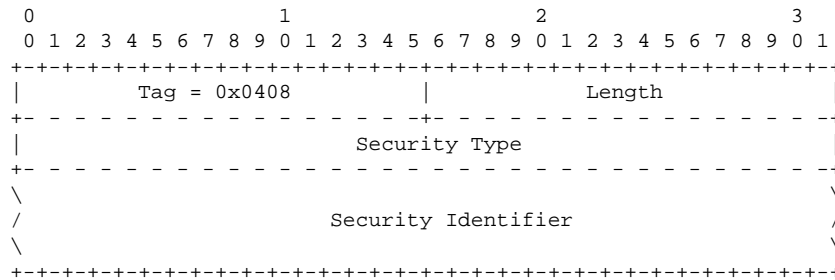 0                   1                   2                   3
0 1 2 3 4 5 6 7 8 9 0 1 2 3 4 5 6 7 8 9 0 1 2 3 4 5 6 7 8 9 0 1
+-+-+-+-+-+-+-+-+-+-+-+-+-+-+-+-+-+-+-+-+-+-+-+-+-+-+-+-+-+-+-+-+
|         Tag = 0x0408          |            Length             |
+- - - - - - - - - - - - - - - -+- - - - - - - - - - - - - - - -+
|                         Security Type                         |
+- - - - - - - - - - - - - - - - - - - - - - - - - - - - - - - -+
\                                                               \
/                       Security Identifier                     /
\                                                               \
+-+-+-+-+-+-+-+-+-+-+-+-+-+-+-+-+-+-+-+-+-+-+-+-+-+-+-+-+-+-+-+-+